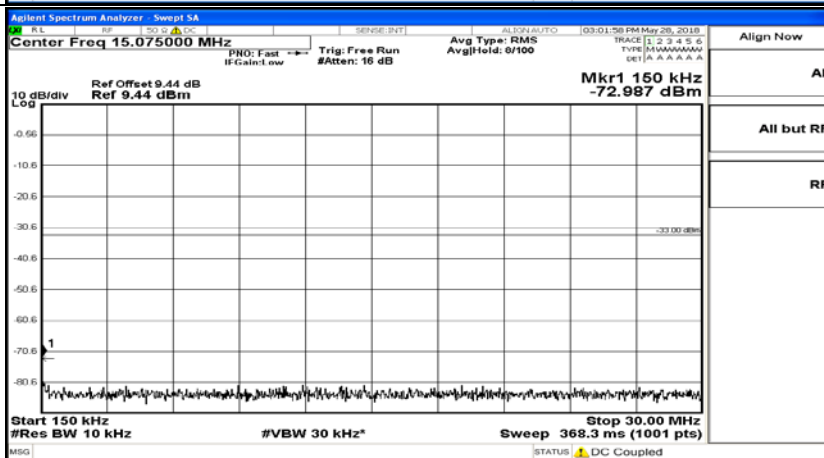 Agilent Spectrum Analyzer - Swept SA
RL RF 50 Ω DC SENSE:INT ALIGN AUTO 03:01:58 PM May 28, 2018
Center Freq 15.075000 MHz
PNO: Fast
IFGain:Low
Trig: Free Run
#Atten: 16 dB
Avg Type: RMS
Avg|Hold: 8/100
TRACE 1 2 3 4 5 6
TYPE MWWWWW
DET A A A A A A
Align Now
Mkr1 150 kHz
-72.987 dBm
Ref Offset 9.44 dB
Ref 9.44 dBm
10 dB/div
Log
All but RF
-0.56
-10.6
-20.6
-30.6
-33.00 dBm
-40.6
-50.6
-60.6
-70.6
-80.6
1
Start 150 kHz
Stop 30.00 MHz
#Res BW 10 kHz
#VBW 30 kHz*
Sweep 368.3 ms (1001 pts)
MSG
STATUS DC Coupled